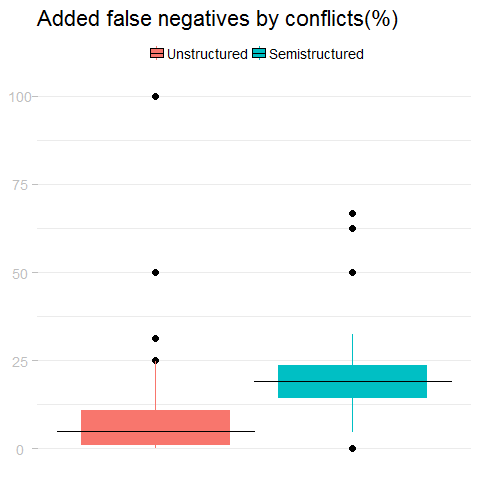 Added false negatives by conflicts(%)
Unstructured Semistructured
100
75
50
25
0